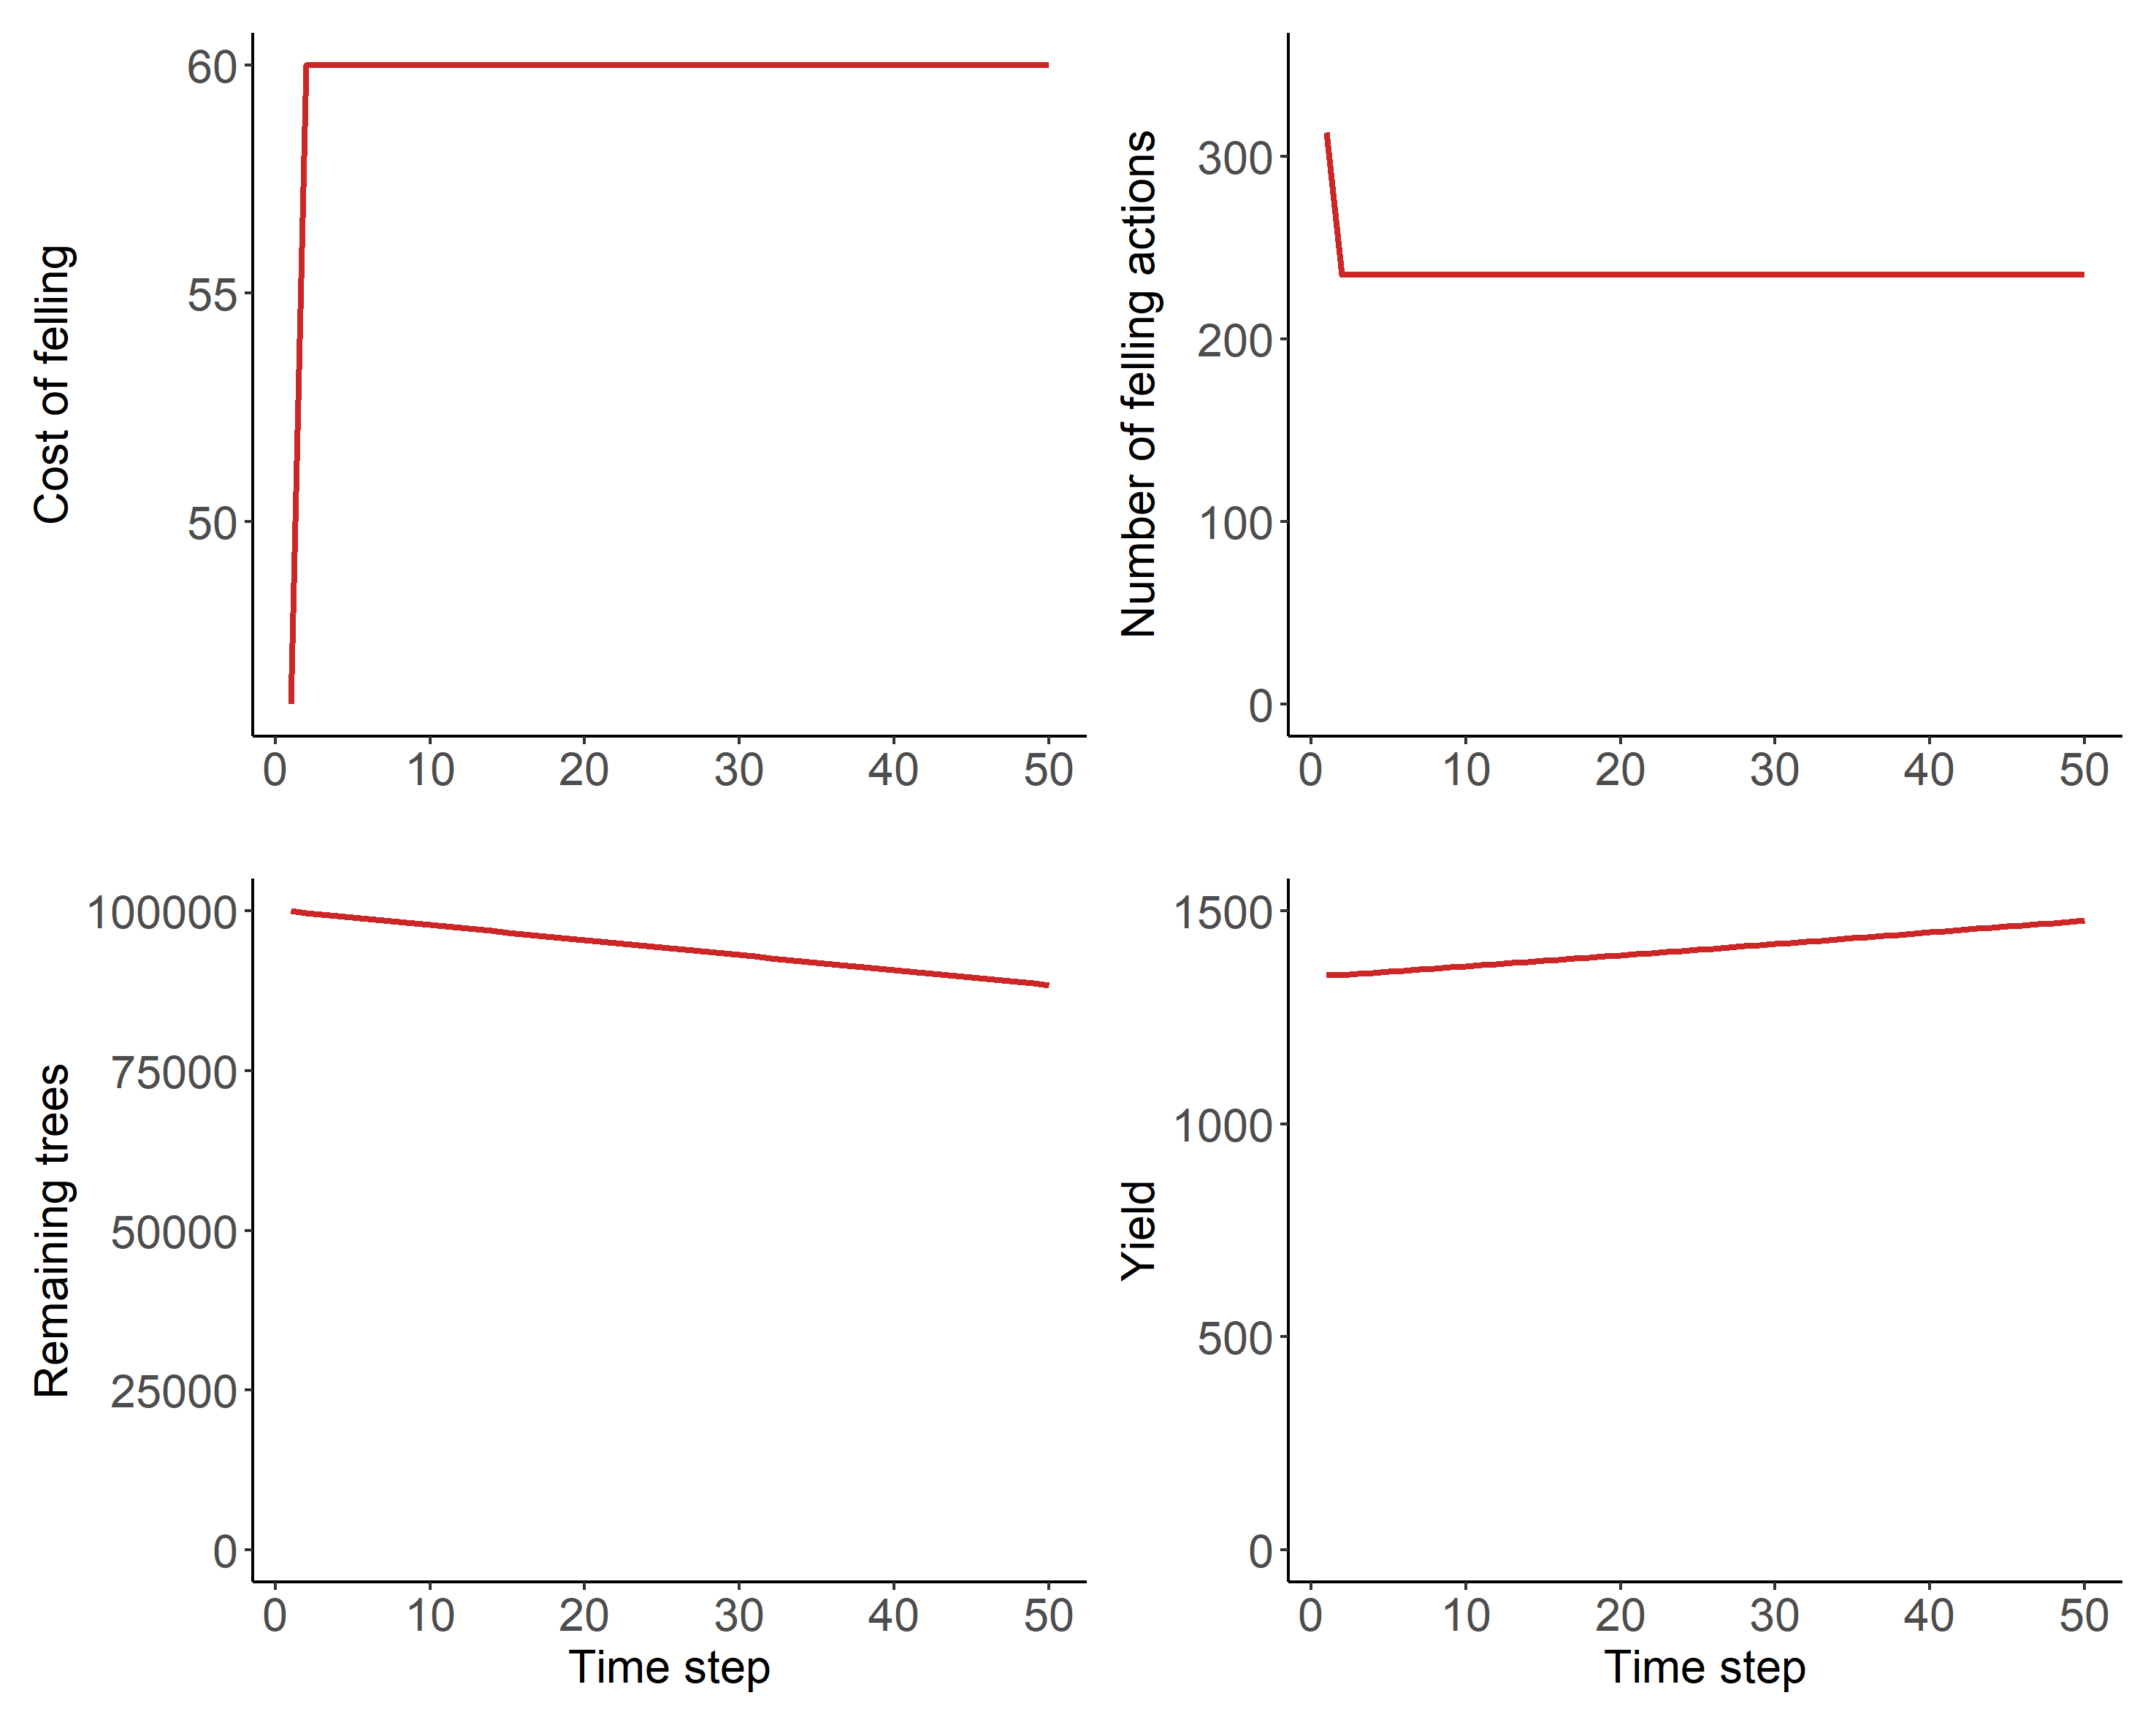 Cost of felling
60
55
50
0 10 20 30 40 50
Number of felling actions
300
200
100
0
0 10 20 30 40 50
Remaining trees
100000
75000
50000
25000
0
0 10 20 30 40 50
Time step
Yield
1500
1000
500
0
0 10 20 30 40 50
Time step